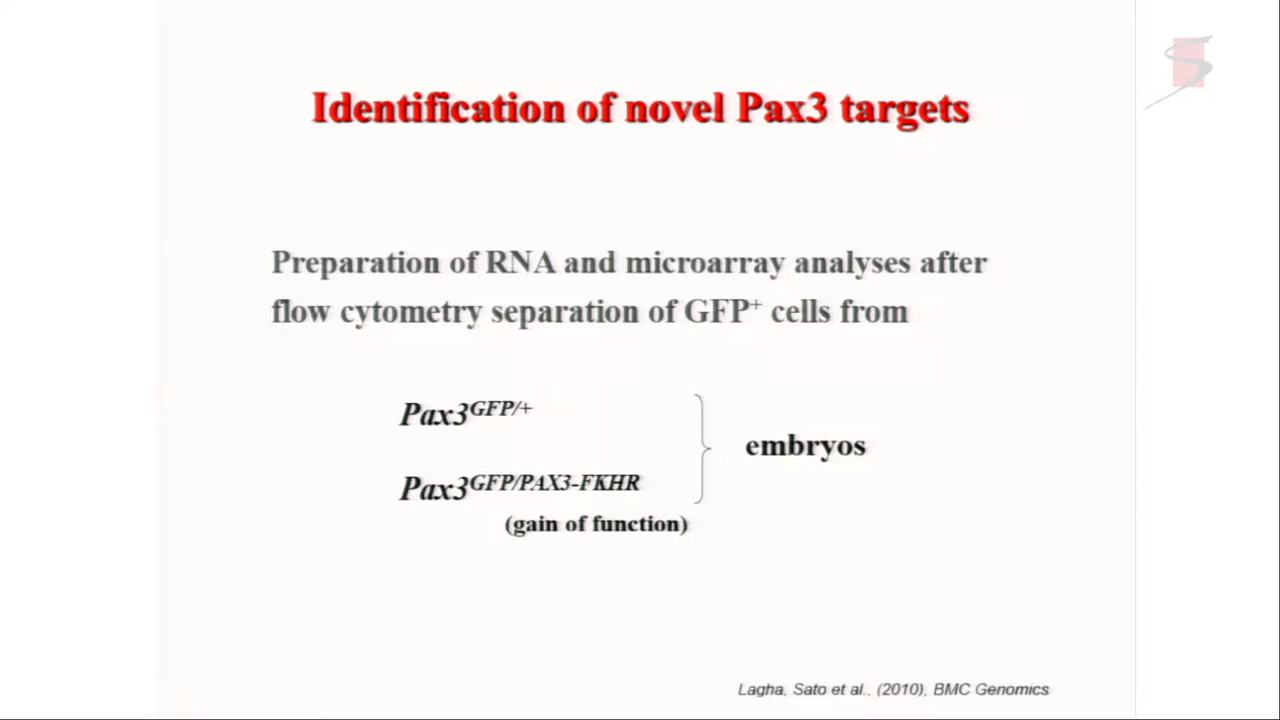 Identification of novel Pax3 targets
Preparation of RNA and microarray analyses after
flow cytometry separation of GFP⁺ cells from
Pax3ᴳᶠᴾ/⁺
embryos
Pax3ᴳᶠᴾ/ᴾᴬˣ³⁻ᶠᴷᴴᴿ
(gain of function)
Lagha, Sato et al., (2010), BMC Genomics